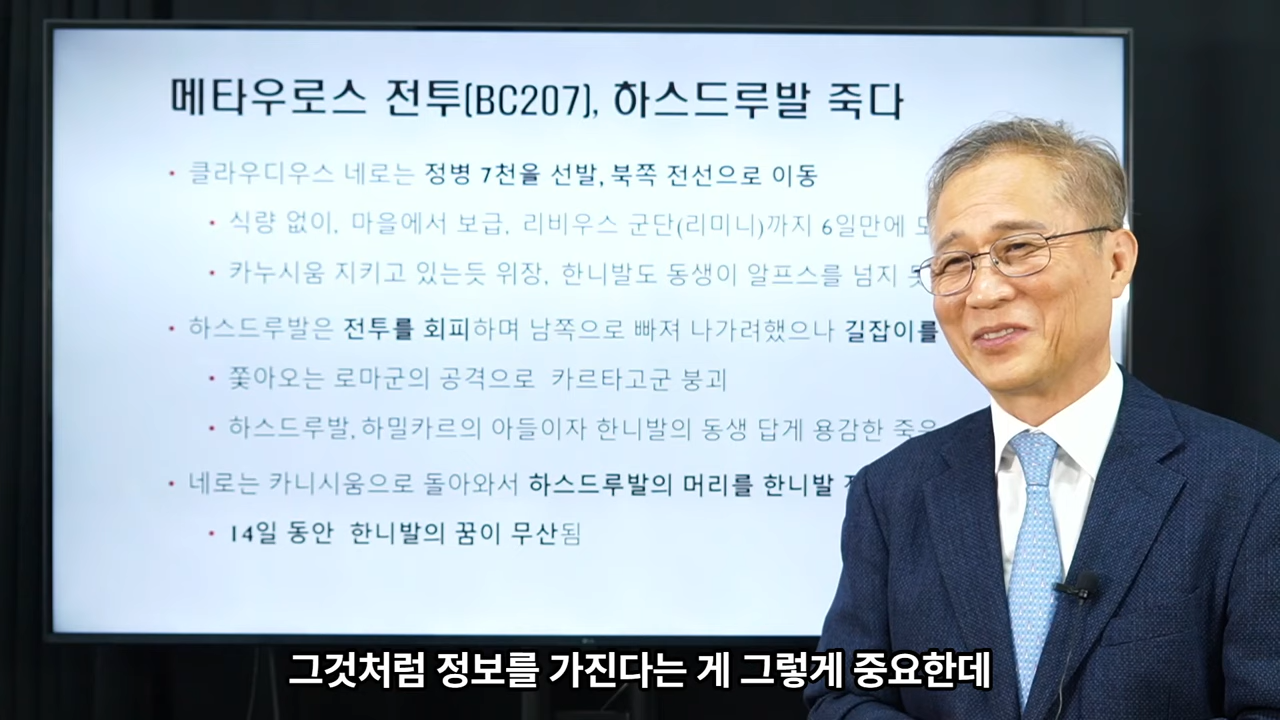 메타우로스 전투(BC207), 하스드루발 죽다
• 클라우디우스 네로는 정병 7천을 선발, 북쪽 전선으로 이동
• 식량 없이, 마을에서 보급, 리비우스 군단(리미니)까지 6일만에
• 카누시움 지키고 있는듯 위장, 한니발도 동생이 알프스를 넘지
• 하스드루발은 전투를 회피하며 남쪽으로 빠져 나가려했으나 길잡이를
• 쫓아오는 로마군의 공격으로 카르타고군 붕괴
• 하스드루발, 하밀카르의 아들이자 한니발의 동생 답게 용감한 죽음
• 네로는 카니시움으로 돌아와서 하스드루발의 머리를 한니발
• 14일 동안 한니발의 꿈이 무산됨
그것처럼 정보를 가진다는 게 그렇게 중요한데